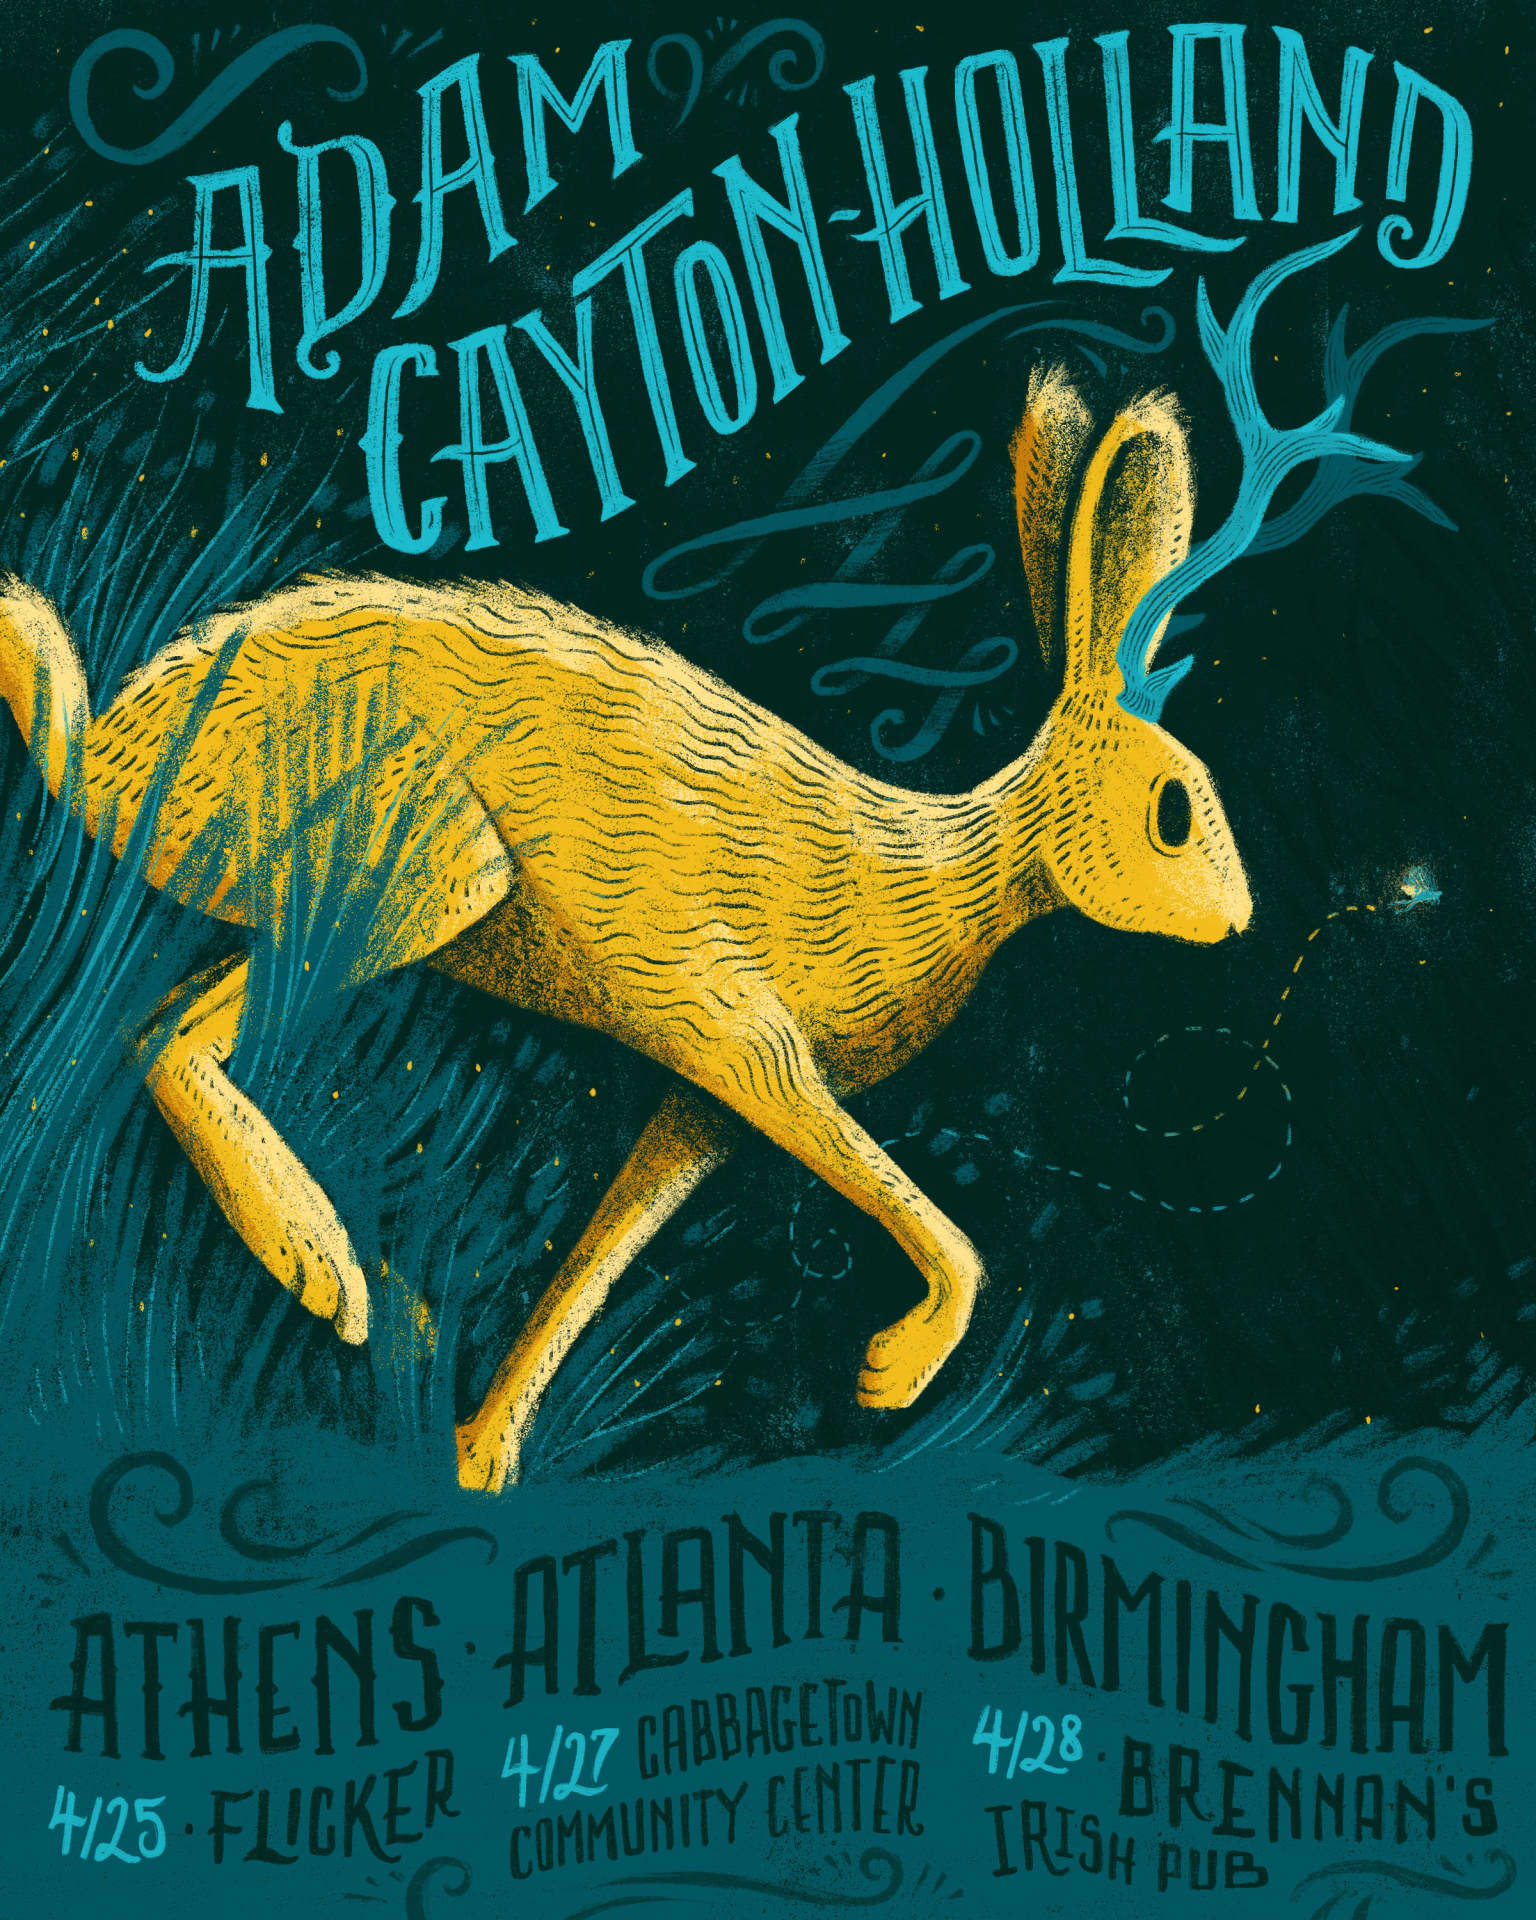 ADAM
CAYTON-HOLLAND
ATHENS · ATLANTA · BIRMINGHAM
4/25 · FLICKER
4/27 CABBAGETOWN
COMMUNITY CENTER
4/28 · BRENNAN'S
IRISH PUB